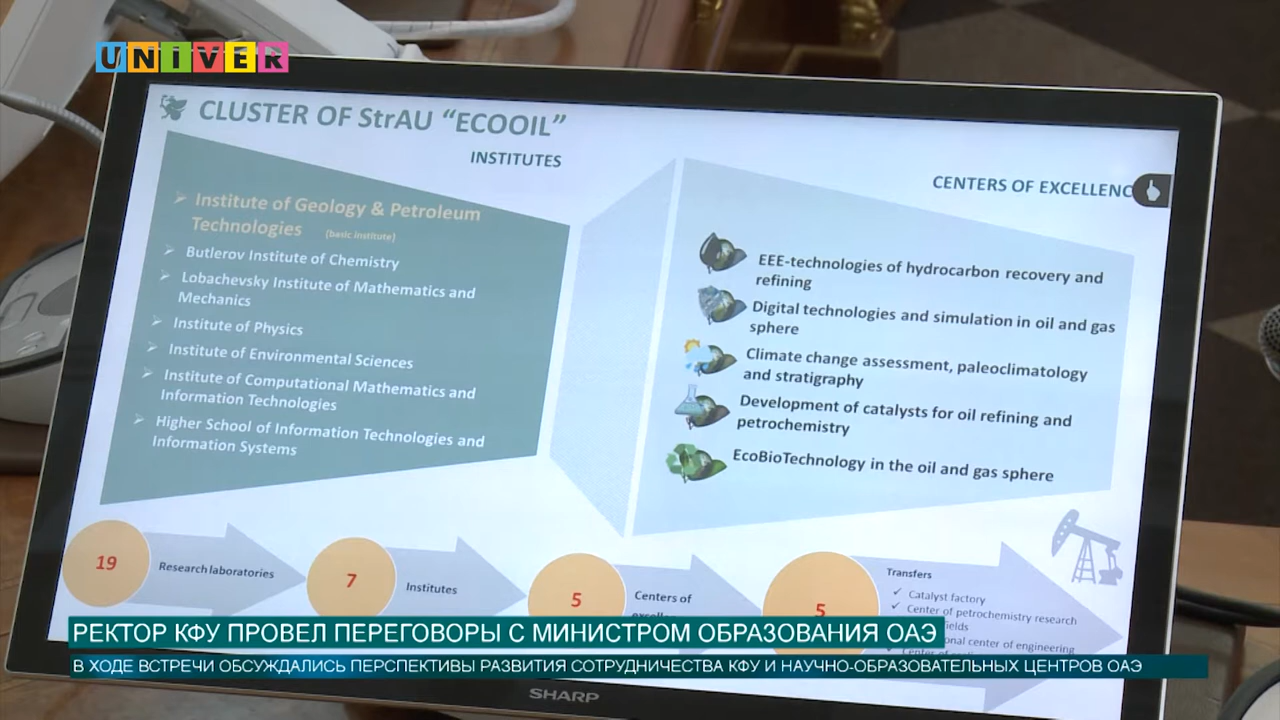 UNIVER
CLUSTER OF StrAU “ECOOIL”
INSTITUTES
Institute of Geology & Petroleum
Technologies (basic institute)
Butlerov Institute of Chemistry
Lobachevsky Institute of Mathematics and
Mechanics
Institute of Physics
Institute of Environmental Sciences
Institute of Computational Mathematics and
Information Technologies
Higher School of Information Technologies and
Information Systems
CENTERS OF EXCELLENC
EEE-technologies of hydrocarbon recovery and
refining
Digital technologies and simulation in oil and gas
sphere
Climate change assessment, paleoclimatology
and stratigraphy
Development of catalysts for oil refining and
petrochemistry
EcoBioTechnology in the oil and gas sphere
19
Research laboratories
7
Institutes
5
Centers of
5
Transfers
Catalyst factory
Center of petrochemistry research
ields
onal center of engineering
РЕКТОР КФУ ПРОВЕЛ ПЕРЕГОВОРЫ С МИНИСТРОМ ОБРАЗОВАНИЯ ОАЭ
В ХОДЕ ВСТРЕЧИ ОБСУЖДАЛИСЬ ПЕРСПЕКТИВЫ РАЗВИТИЯ СОТРУДНИЧЕСТВА КФУ И НАУЧНО-ОБРАЗОВАТЕЛЬНЫХ ЦЕНТРОВ ОАЭ
SHARP